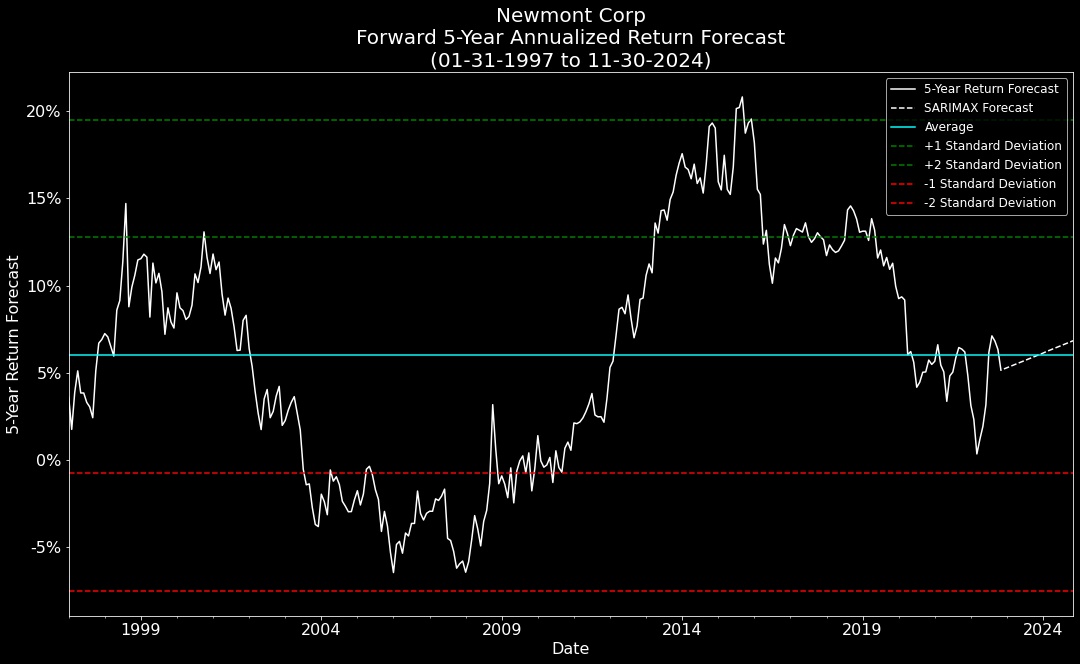 Newmont Corp
Forward 5-Year Annualized Return Forecast
(01-31-1997 to 11-30-2024)
5-Year Return Forecast
SARIMAX Forecast
Average
+1 Standard Deviation
+2 Standard Deviation
-1 Standard Deviation
-2 Standard Deviation
5-Year Return Forecast
20%
15%
10%
5%
0%
-5%
1999 2004 2009 2014 2019 2024
Date